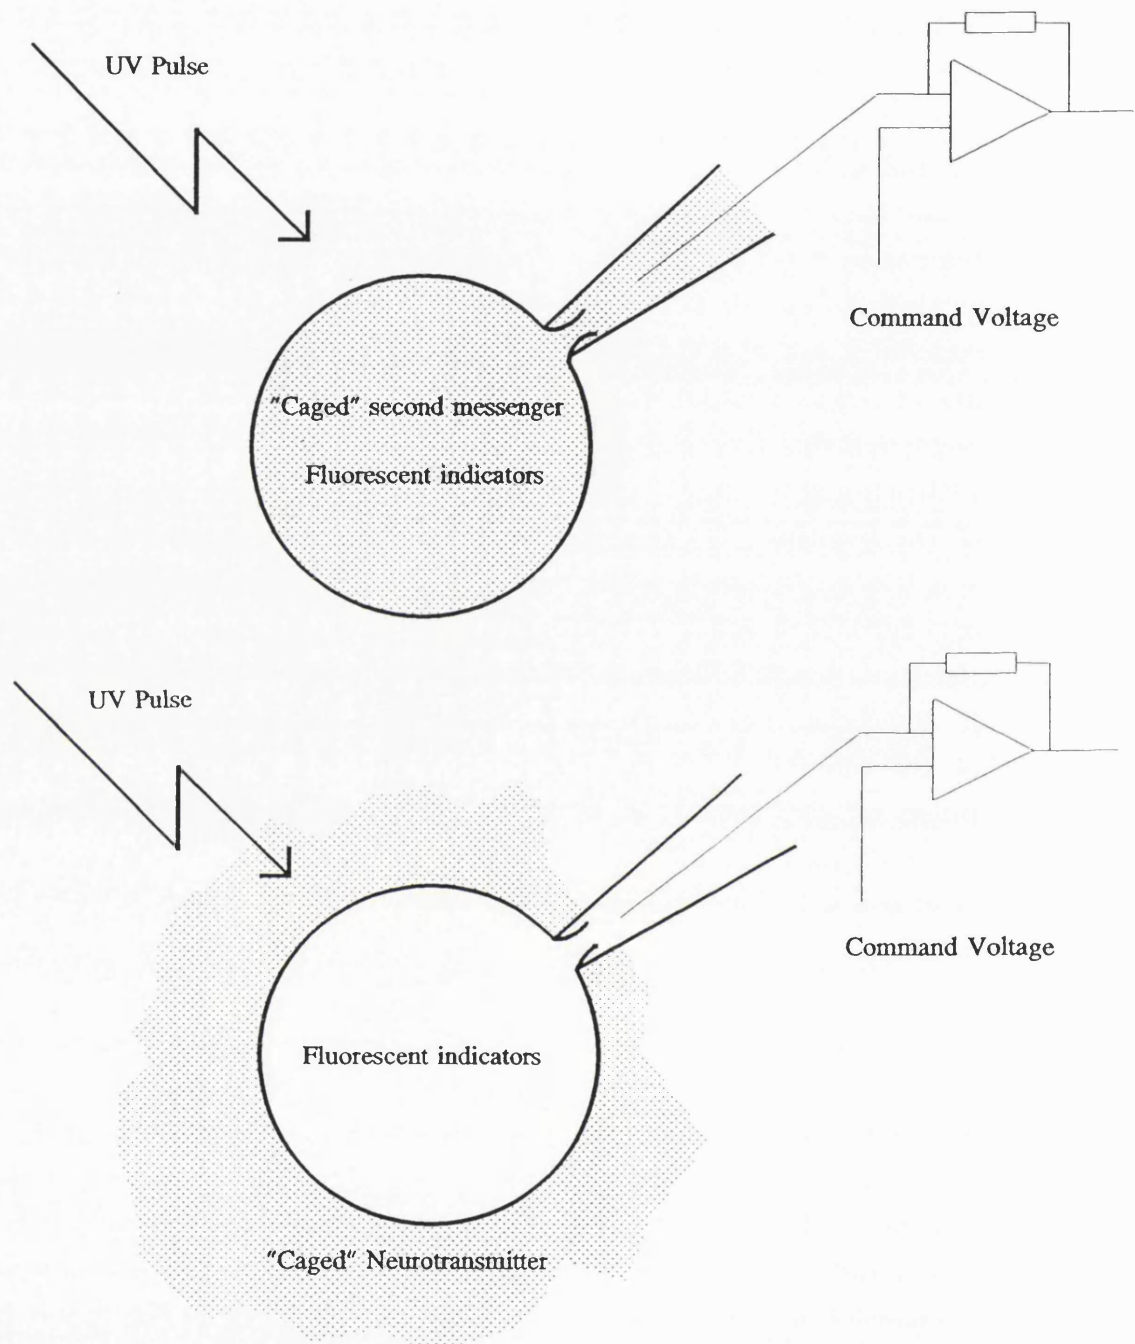 UV Pulse
Command Voltage
"Caged" second messenger
Fluorescent indicators
UV Pulse
Command Voltage
Fluorescent indicators
"Caged" Neurotransmitter